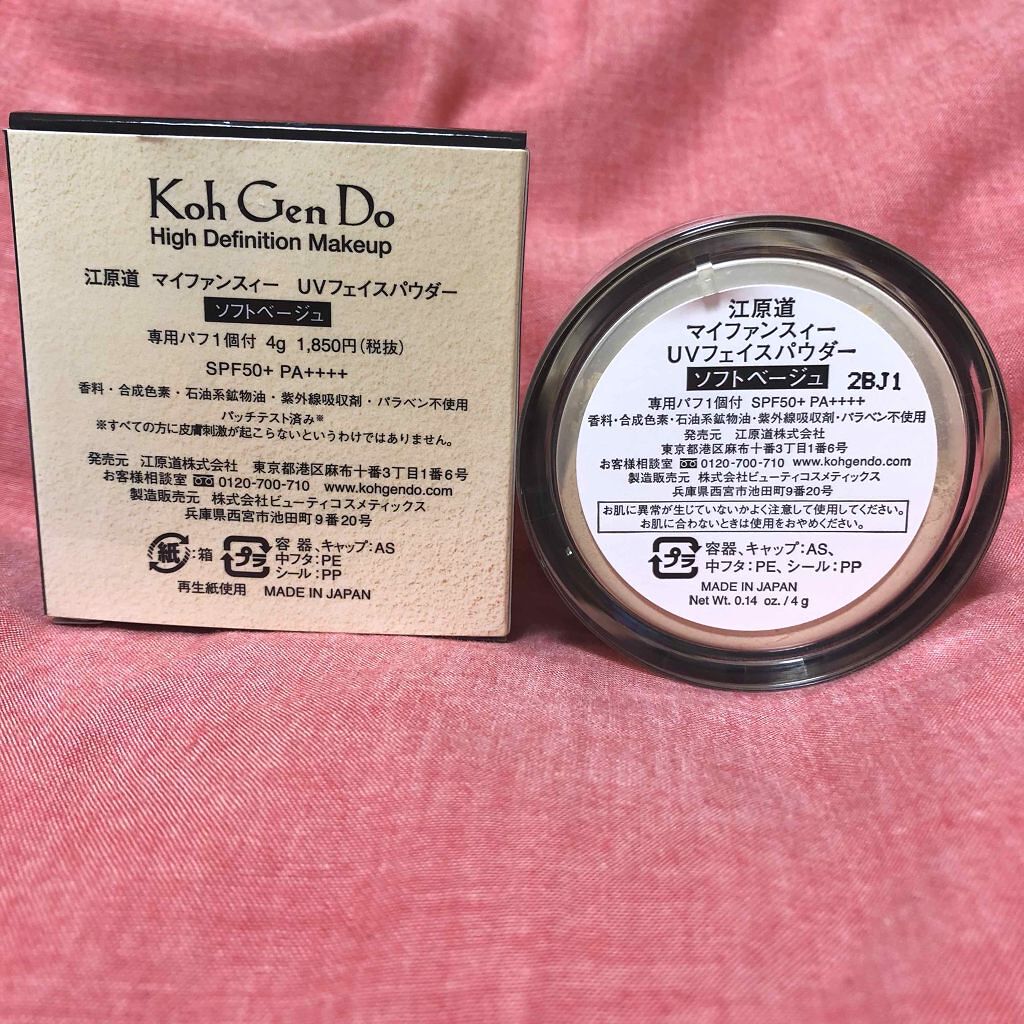 Koh Gen Do
High Definition Makeup
江原道 マイファンスィー UVフェイスパウダー
ソフトベージュ
専用パフ1個付 4g 1,850円(税抜)
SPF50+ PA++++
香料・合成色素・石油系鉱物油・紫外線吸収剤・パラベン不使用
パッチテスト済み※
※すべての方に皮膚刺激が起こらないというわけではありません。
発売元 江原道株式会社 東京都港区麻布十番3丁目1番6号
お客様相談室 0120-700-710 www.kohgendo.com
製造販売元 株式会社ビューティコスメティックス
兵庫県西宮市池田町9番20号
紙 :箱 プラ 容器、キャップ:AS
中フタ:PE
シール:PP
再生紙使用 MADE IN JAPAN
江原道
マイファンスィー
UVフェイスパウダー
ソフトベージュ 2BJ1
専用パフ1個付 SPF50+ PA++++
香料・合成色素・石油系鉱物油・紫外線吸収剤・パラベン不使用
発売元 江原道株式会社
東京都港区麻布十番3丁目1番6号
お客様相談室 0120-700-710 www.kohgendo.com
製造販売元 株式会社ビューティコスメティックス
兵庫県西宮市池田町9番20号
お肌に異常が生じていないかよく注意して使用してください。
お肌に合わないときは使用をおやめください。
プラ 容器、キャップ:AS、
中フタ:PE、シール:PP
MADE IN JAPAN
Net Wt. 0.14 oz. / 4 g